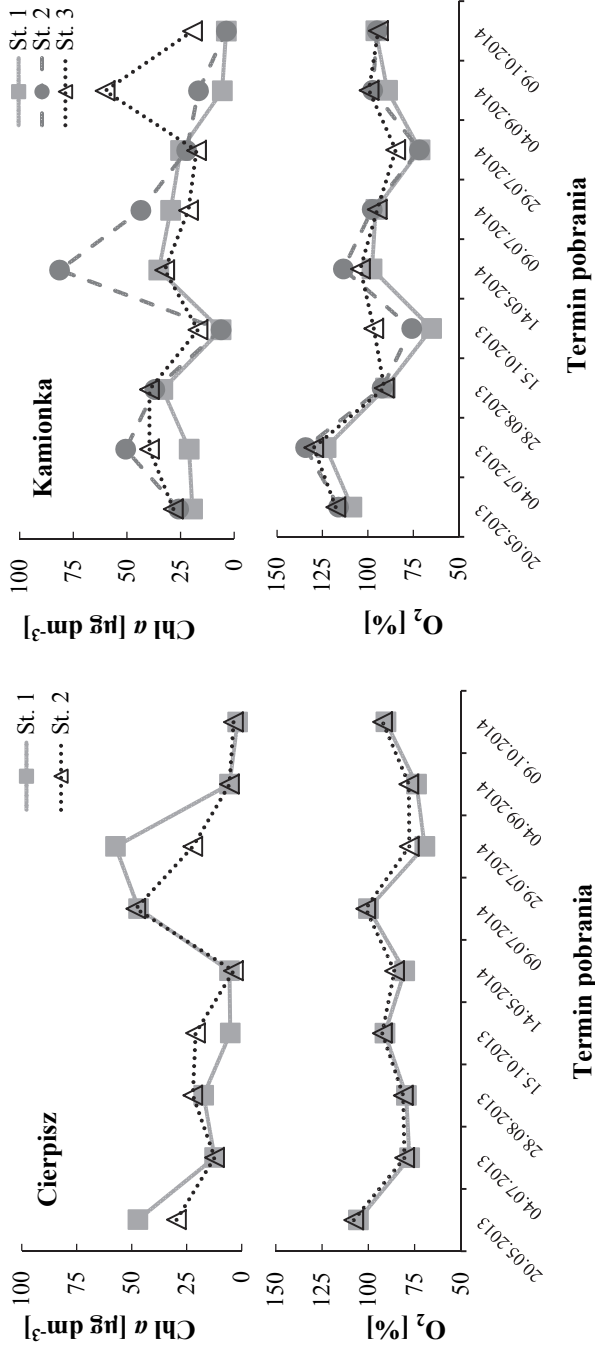 Cierpisz
St. 1
St. 2
Chl a [µg dm-3]
100
75
50
25
0
O2 [%]
150
125
100
75
50
20.05.2013
04.07.2013
28.08.2013
15.10.2013
14.05.2014
09.07.2014
29.07.2014
04.09.2014
09.10.2014
Termin pobrania
Kamionka
St. 1
St. 2
St. 3
Chl a [µg dm-3]
100
75
50
25
0
O2 [%]
150
125
100
75
50
20.05.2013
04.07.2013
28.08.2013
15.10.2013
14.05.2014
09.07.2014
29.07.2014
04.09.2014
09.10.2014
Termin pobrania